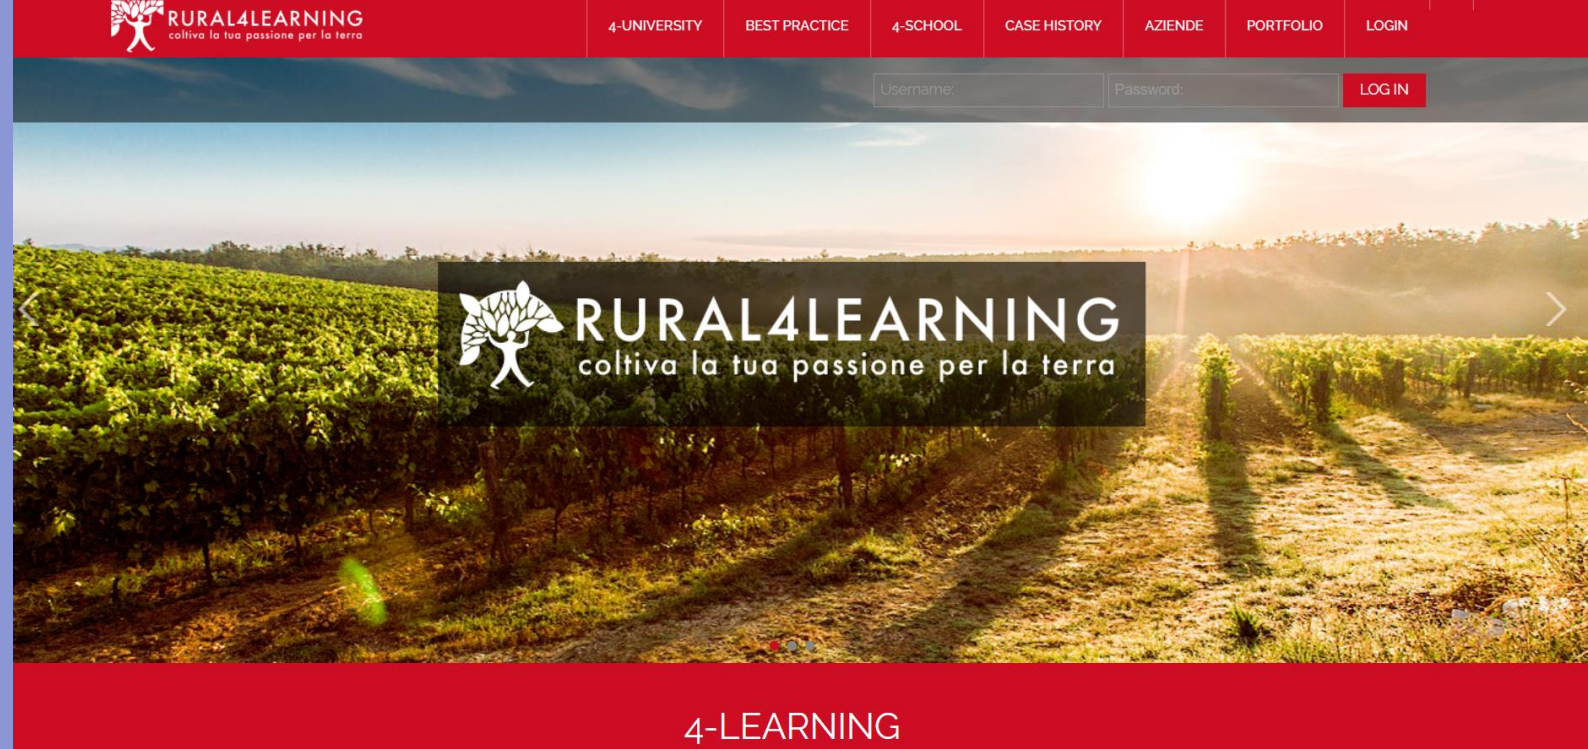 RURAL4LEARNING
coltiva la tua passione per la terra
4-UNIVERSITY
BEST PRACTICE
4-SCHOOL
CASE HISTORY
AZIENDE
PORTFOLIO
LOGIN
Username:
Password:
LOG IN
RURAL4LEARNING
coltiva la tua passione per la terra
4-LEARNING